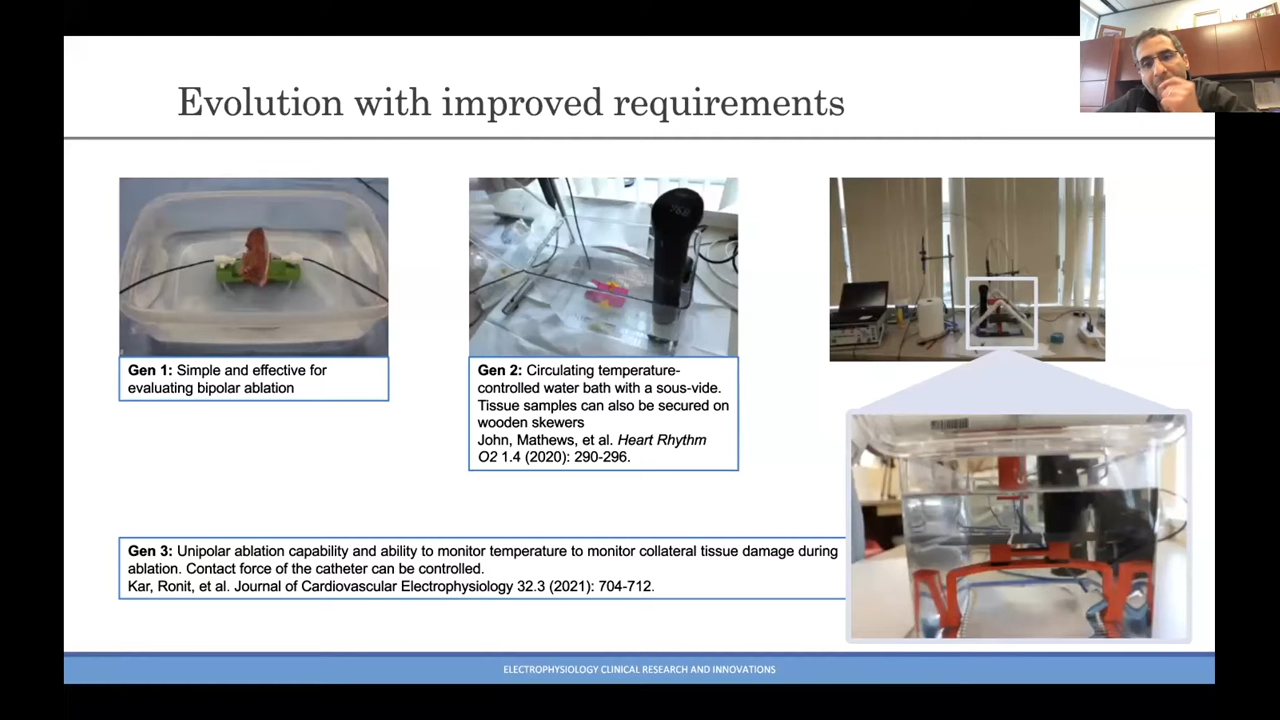 Evolution with improved requirements
Gen 1: Simple and effective for
evaluating bipolar ablation
Gen 2: Circulating temperature-
controlled water bath with a sous-vide.
Tissue samples can also be secured on
wooden skewers
John, Mathews, et al. Heart Rhythm
O2 1.4 (2020): 290-296.
Gen 3: Unipolar ablation capability and ability to monitor temperature to monitor collateral tissue damage during
ablation. Contact force of the catheter can be controlled.
Kar, Ronit, et al. Journal of Cardiovascular Electrophysiology 32.3 (2021): 704-712.
ELECTROPHYSIOLOGY CLINICAL RESEARCH AND INNOVATIONS